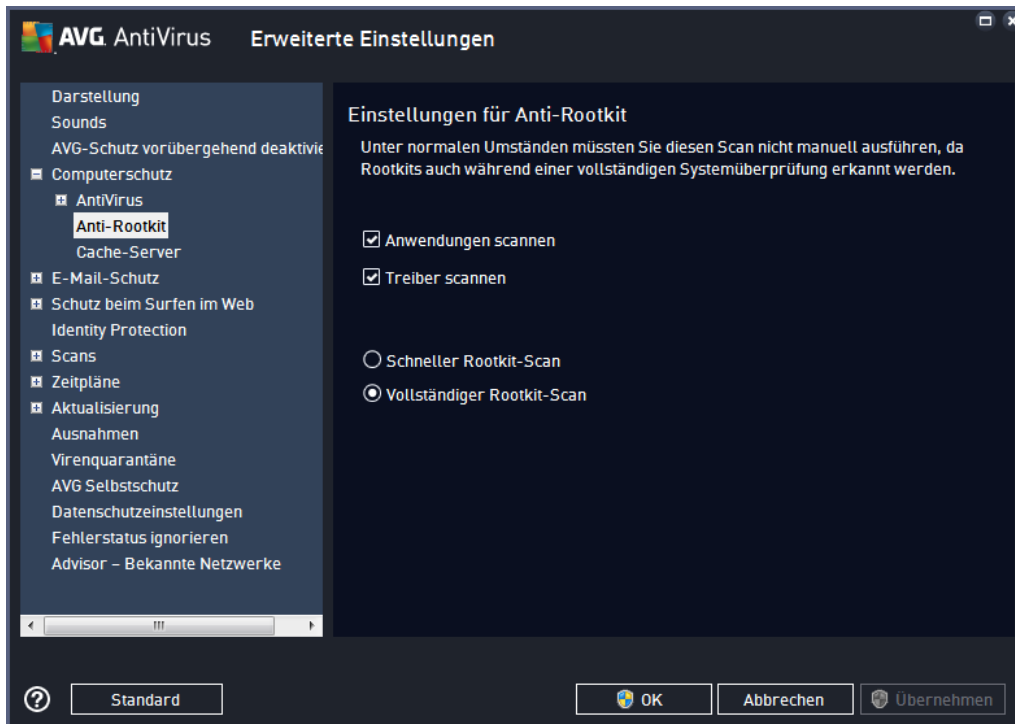 AVG AntiVirus Erweiterte Einstellungen
Darstellung
Sounds
AVG-Schutz vorübergehend deaktivie
Computerschutz
AntiVirus
Anti-Rootkit
Cache-Server
E-Mail-Schutz
Schutz beim Surfen im Web
Identity Protection
Scans
Zeitpläne
Aktualisierung
Ausnahmen
Virenquarantäne
AVG Selbstschutz
Datenschutzeinstellungen
Fehlerstatus ignorieren
Advisor – Bekannte Netzwerke
Einstellungen für Anti-Rootkit
Unter normalen Umständen müssten Sie diesen Scan nicht manuell ausführen, da
Rootkits auch während einer vollständigen Systemüberprüfung erkannt werden.
Anwendungen scannen
Treiber scannen
Schneller Rootkit-Scan
Vollständiger Rootkit-Scan
? Standard OK Abbrechen Übernehmen